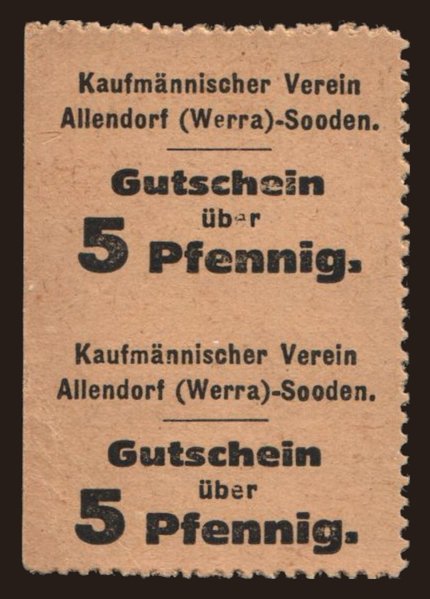 Kaufmännischer Verein
Allendorf (Werra)-Sooden.
Gutschein
über
5 Pfennig.
Kaufmännischer Verein
Allendorf (Werra)-Sooden.
Gutschein
über
5 Pfennig.